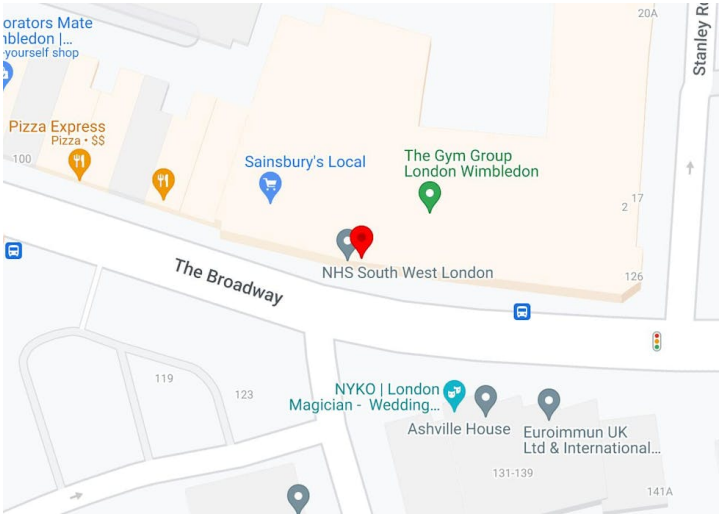 orators Mate
nbledon |...
-yourself shop
20A
Stanley R
Pizza Express
Pizza • $$
100
Sainsbury's Local
The Gym Group
London Wimbledon
17
2
NHS South West London
126
The Broadway
119
123
NYKO | London
Magician - Wedding...
Ashville House
Euroimmun UK
Ltd & International...
131-139
141A